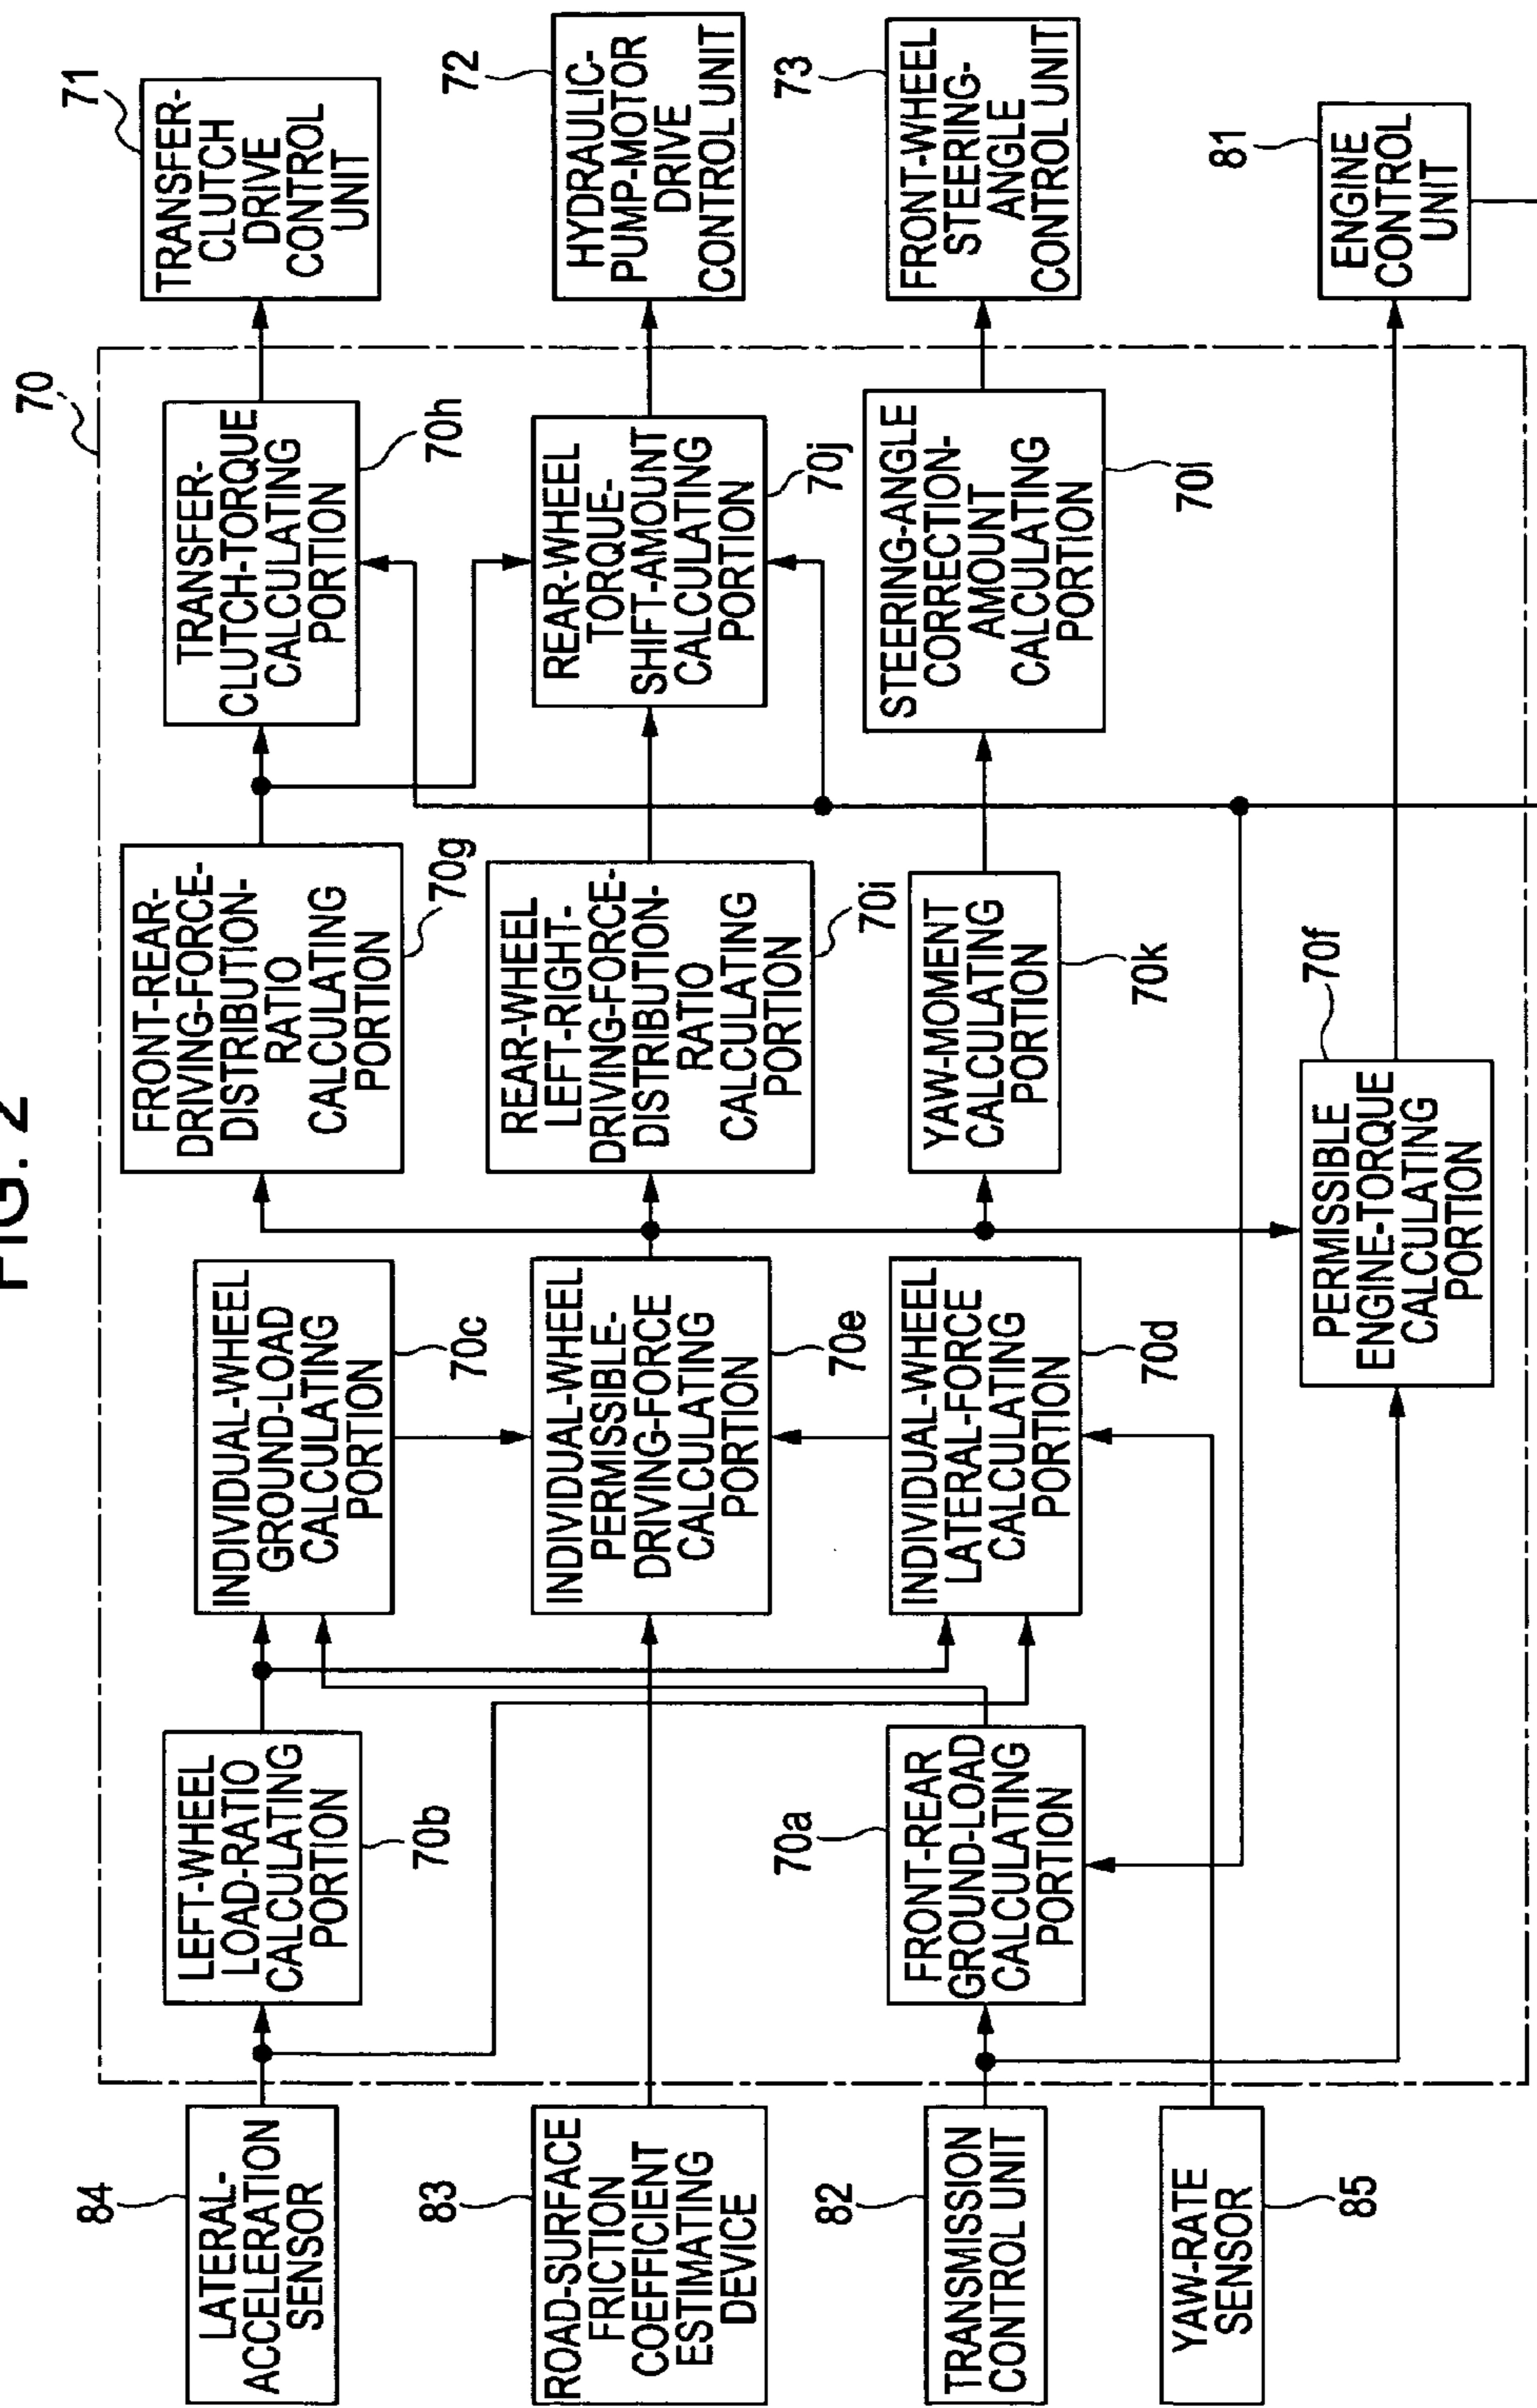 FIG. 2
70
84
LATERAL-
ACCELERATION
SENSOR
83
ROAD-SURFACE
FRICTION
COEFFICIENT
ESTIMATING
DEVICE
82
TRANSMISSION
CONTROL UNIT
YAW-RATE
SENSOR
85
LEFT-WHEEL
LOAD-RATIO
CALCULATING
PORTION
70b
70a
FRONT-REAR
GROUND-LOAD
CALCULATING
PORTION
INDIVIDUAL-WHEEL
GROUND-LOAD
CALCULATING
PORTION
70c
INDIVIDUAL-WHEEL
PERMISSIBLE-
DRIVING-FORCE
CALCULATING
PORTION
70e
INDIVIDUAL-WHEEL
LATERAL-FORCE
CALCULATING
PORTION
70d
FRONT-REAR-
DRIVING-FORCE-
DISTRIBUTION-
RATIO
CALCULATING
PORTION
70g
REAR-WHEEL
LEFT-RIGHT-
DRIVING-FORCE-
DISTRIBUTION-
RATIO
CALCULATING
PORTION
70i
YAW-MOMENT
CALCULATING
PORTION
70k
70f
PERMISSIBLE
ENGINE-TORQUE
CALCULATING
PORTION
TRANSFER-
CLUTCH-TORQUE
CALCULATING
PORTION
70h
REAR-WHEEL
TORQUE-
SHIFT-AMOUNT
CALCULATING
PORTION
70j
STEERING-ANGLE
CORRECTION-
AMOUNT
CALCULATING
PORTION
70l
71
TRANSFER-
CLUTCH
DRIVE
CONTROL
UNIT
72
HYDRAULIC-
PUMP-MOTOR
DRIVE
CONTROL UNIT
73
FRONT-WHEEL
STEERING-
ANGLE
CONTROL UNIT
81
ENGINE
CONTROL
UNIT